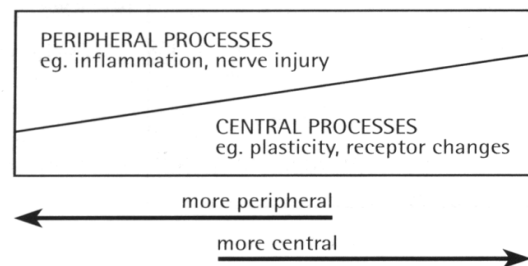 PERIPHERAL PROCESSES
eg. inflammation, nerve injury
CENTRAL PROCESSES
eg. plasticity, receptor changes
more peripheral
more central